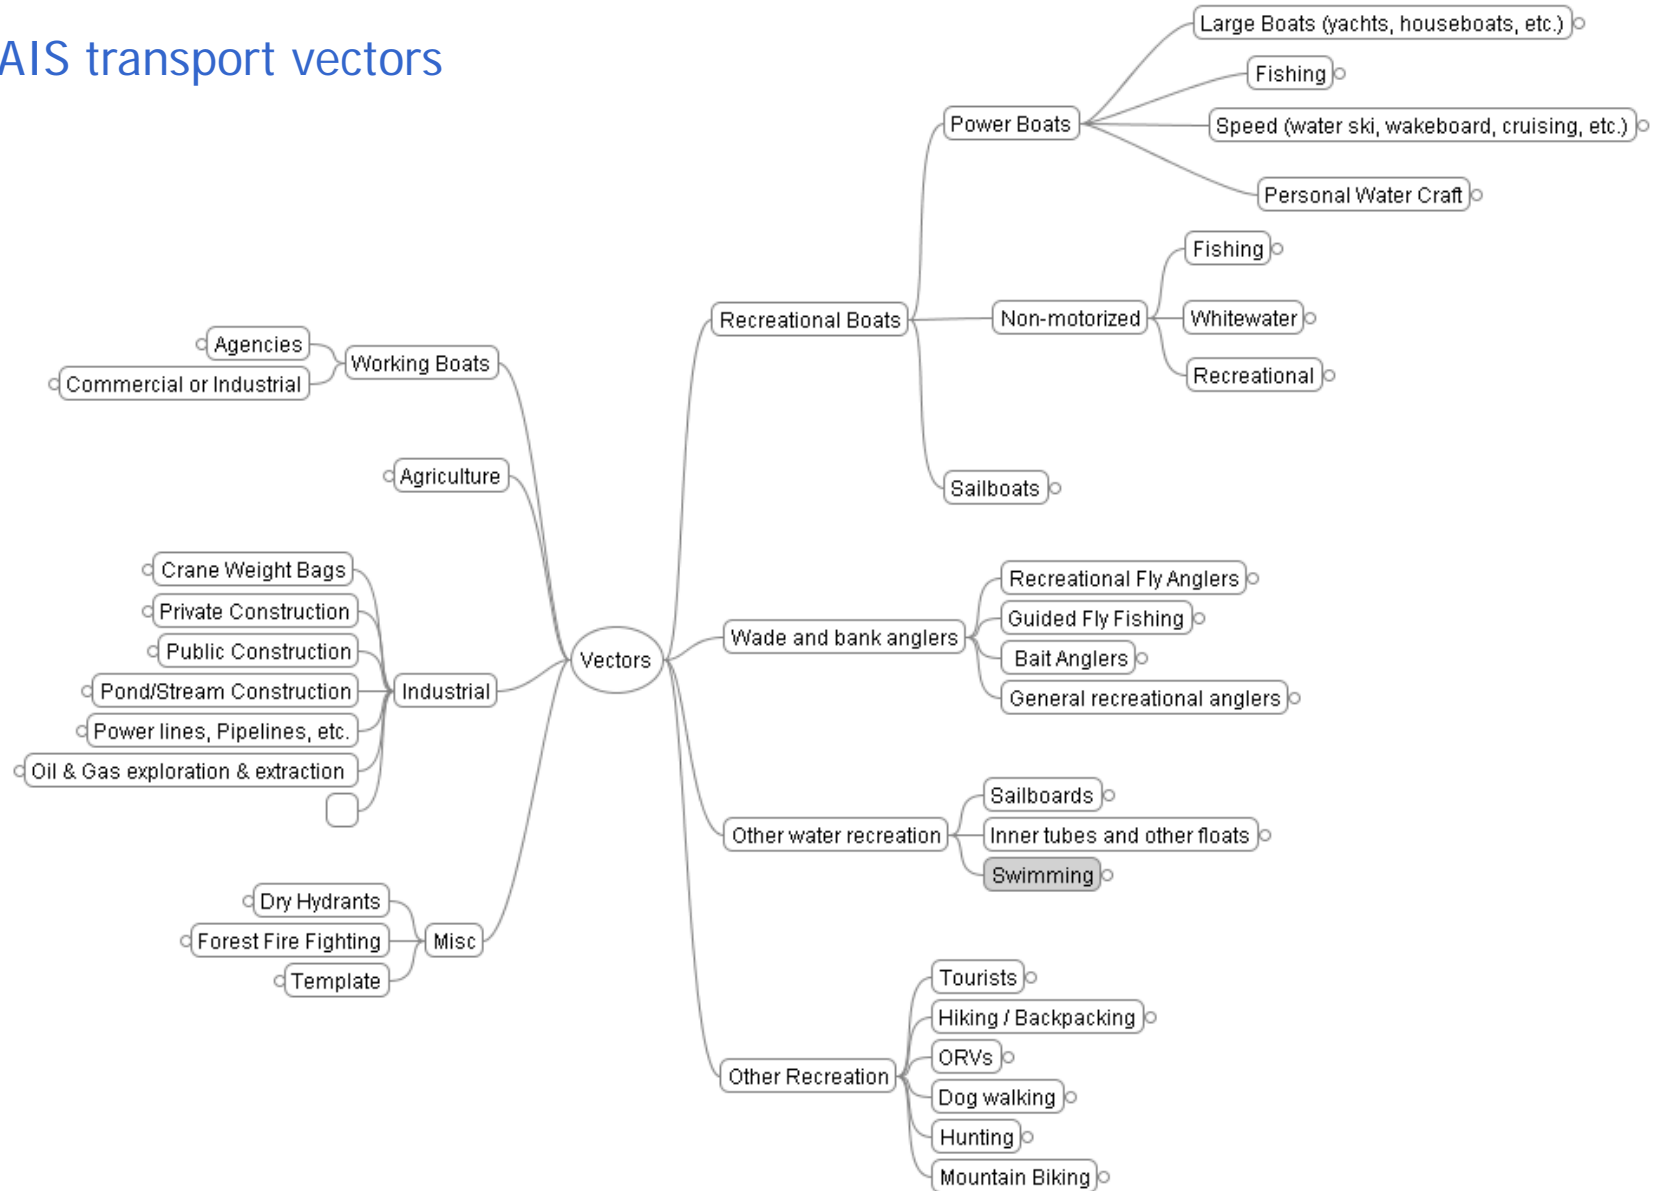 AIS transport vectors
Vectors
Recreational Boats
Power Boats
Large Boats (yachts, houseboats, etc.)
Fishing
Speed (water ski, wakeboard, cruising, etc.)
Personal Water Craft
Non-motorized
Fishing
Whitewater
Recreational
Sailboats
Wade and bank anglers
Recreational Fly Anglers
Guided Fly Fishing
Bait Anglers
General recreational anglers
Other water recreation
Sailboards
Inner tubes and other floats
Swimming
Other Recreation
Tourists
Hiking / Backpacking
ORVs
Dog walking
Hunting
Mountain Biking
Working Boats
Agencies
Commercial or Industrial
Agriculture
Industrial
Crane Weight Bags
Private Construction
Public Construction
Pond/Stream Construction
Power lines, Pipelines, etc.
Oil & Gas exploration & extraction
Misc
Dry Hydrants
Forest Fire Fighting
Template